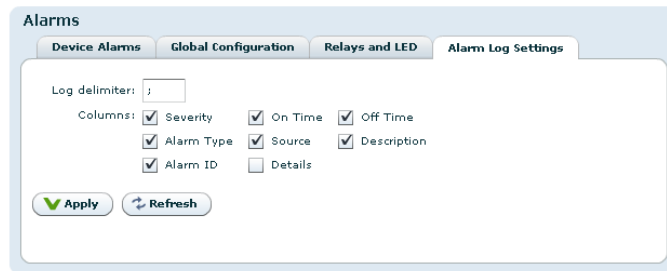 Alarms
Device Alarms Global Configuration Relays and LED Alarm Log Settings
Log delimiter: ;
Columns: Severity On Time Off Time
Alarm Type Source Description
Alarm ID Details
Apply Refresh